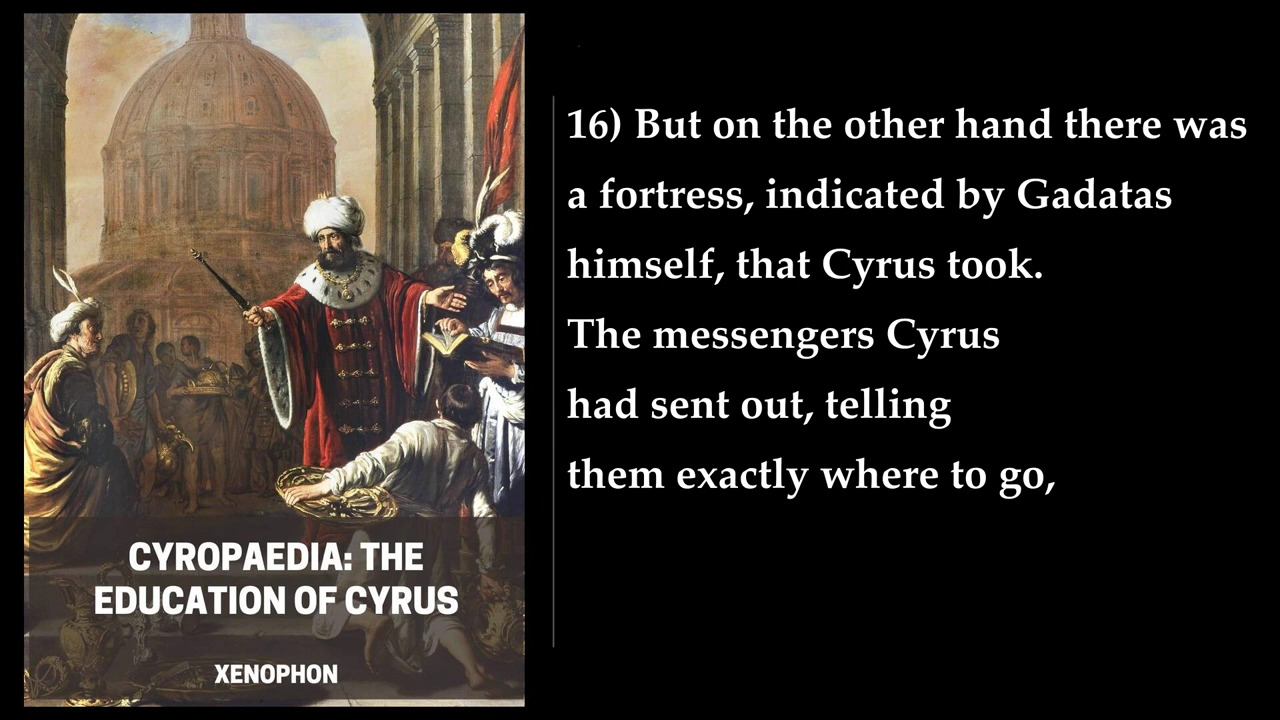 CYROPAEDIA: THE
EDUCATION OF CYRUS
XENOPHON
16) But on the other hand there was
a fortress, indicated by Gadatas
himself, that Cyrus took.
The messengers Cyrus
had sent out, telling
them exactly where to go,